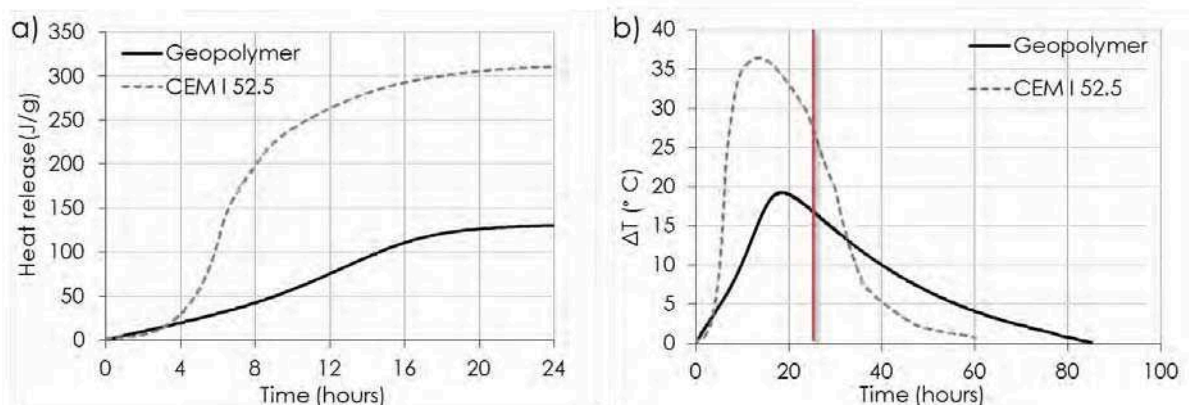 a)
350
300
250
200
150
100
50
0
Heat release(J/g)
Geopolymer
CEM I 52.5
0 4 8 12 16 20 24
Time (hours)
b)
40
35
30
25
20
15
10
5
0
ΔT (° C)
Geopolymer
CEM I 52.5
0 20 40 60 80 100
Time (hours)